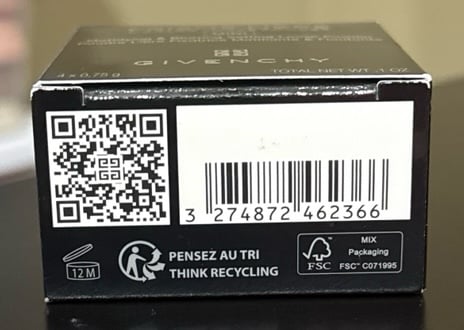 GIVENCHY
4 x 0.75 g
TOTAL NET WT. .1 OZ
3 274872 462366
12 M
PENSEZ AU TRI
THINK RECYCLING
FSC
MIX
Packaging
FSC™ C071995